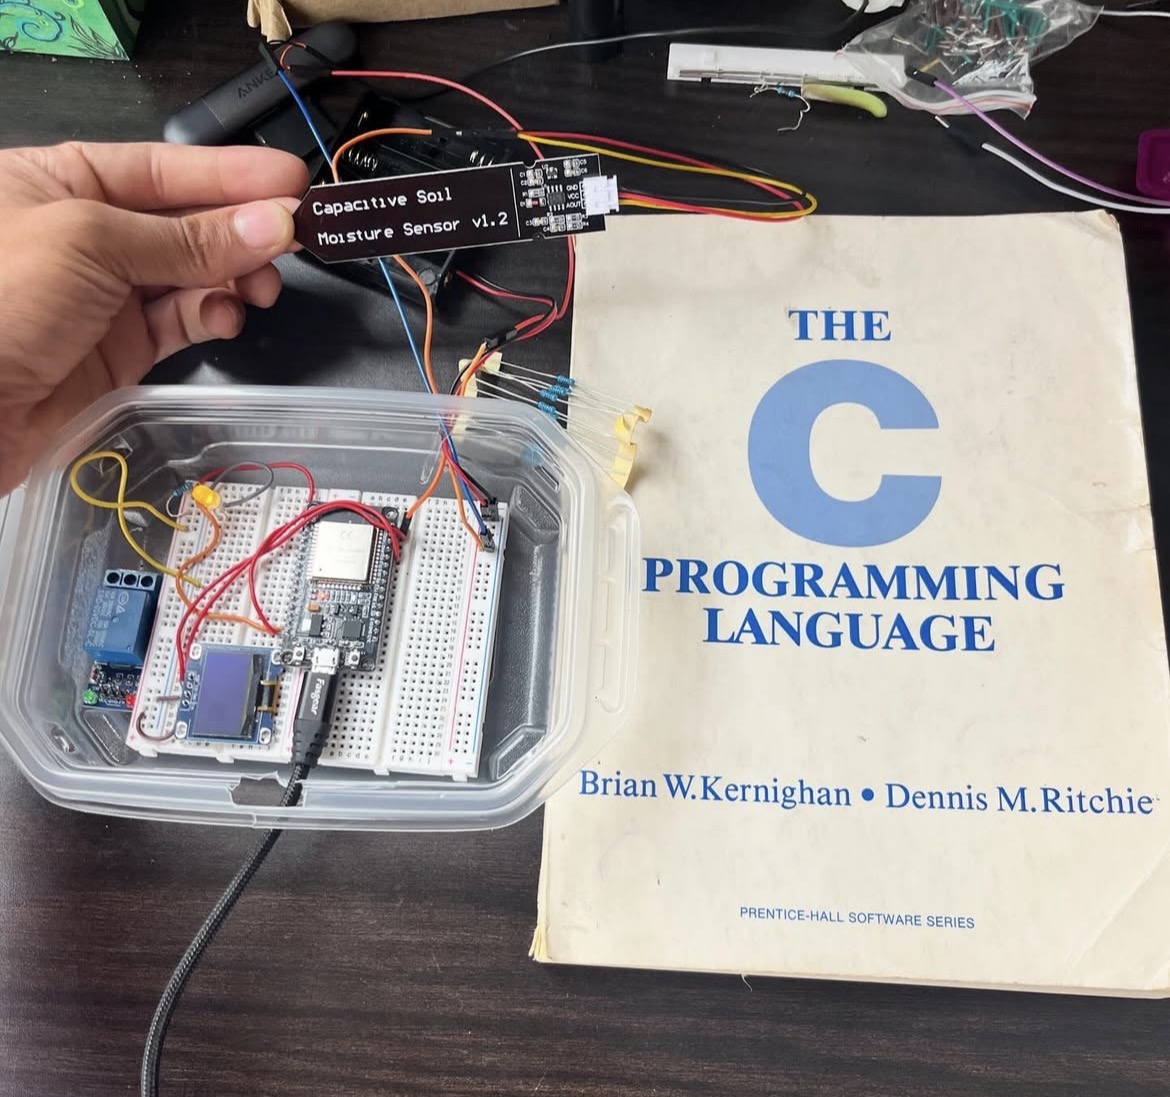 ANKE
Capacitive Soil
Moisture Sensor v1.2
GND
VCC
AOUT
THE
C
PROGRAMMING
LANGUAGE
Brian W.Kernighan • Dennis M.Ritchie
PRENTICE-HALL SOFTWARE SERIES